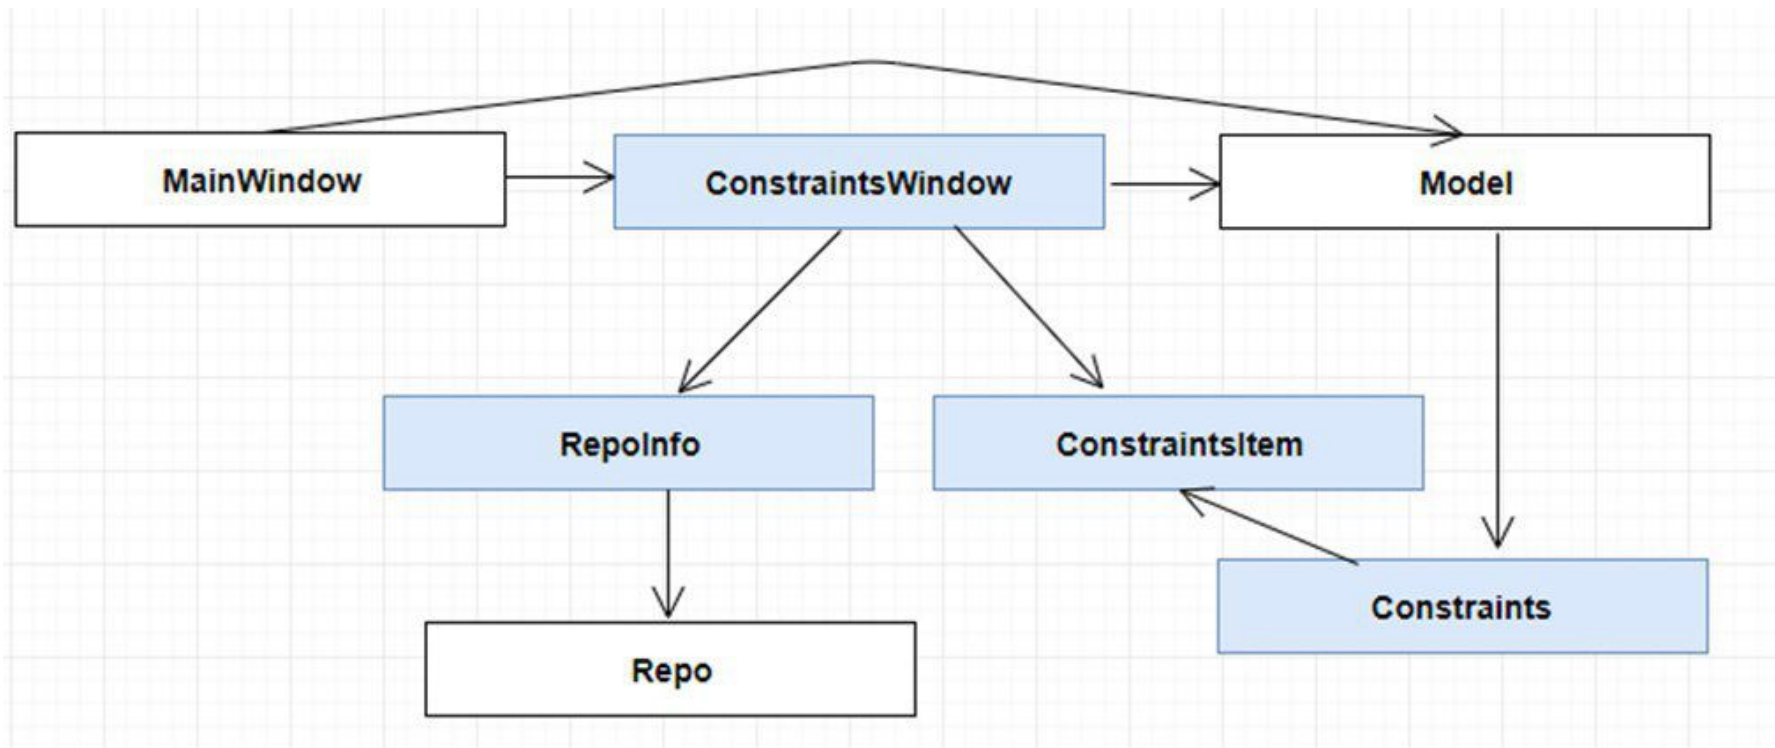 MainWindow
ConstraintsWindow
Model
RepoInfo
ConstraintsItem
Constraints
Repo